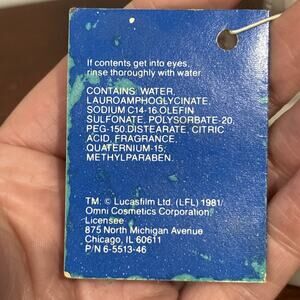 If contents get into eyes,
rinse thoroughly with water.
CONTAINS: WATER,
LAUROAMPHOGLYCINATE,
SODIUM C14-16 OLEFIN
SULFONATE, POLYSORBATE-20,
PEG-150 DISTEARATE, CITRIC
ACID, FRAGRANCE,
QUATERNIUM-15,
METHYLPARABEN.
TM: © Lucasfilm Ltd. (LFL) 1981/
Omni Cosmetics Corporation,
Licensee
875 North Michigan Avenue
Chicago, IL 60611
P/N 6-5513-46